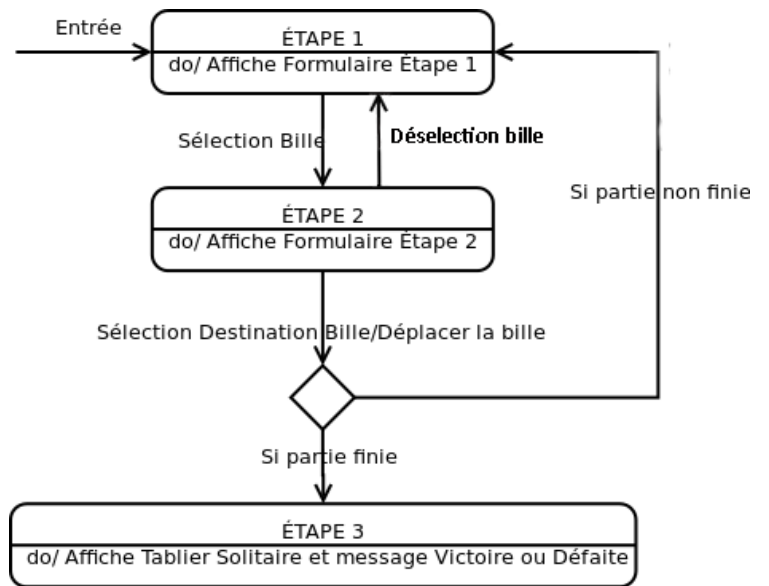 Entrée
ÉTAPE 1
do/ Affiche Formulaire Étape 1
Sélection Bille
Déselection bille
Si partie non finie
ÉTAPE 2
do/ Affiche Formulaire Étape 2
Sélection Destination Bille/Déplacer la bille
Si partie finie
ÉTAPE 3
do/ Affiche Tablier Solitaire et message Victoire ou Défaite